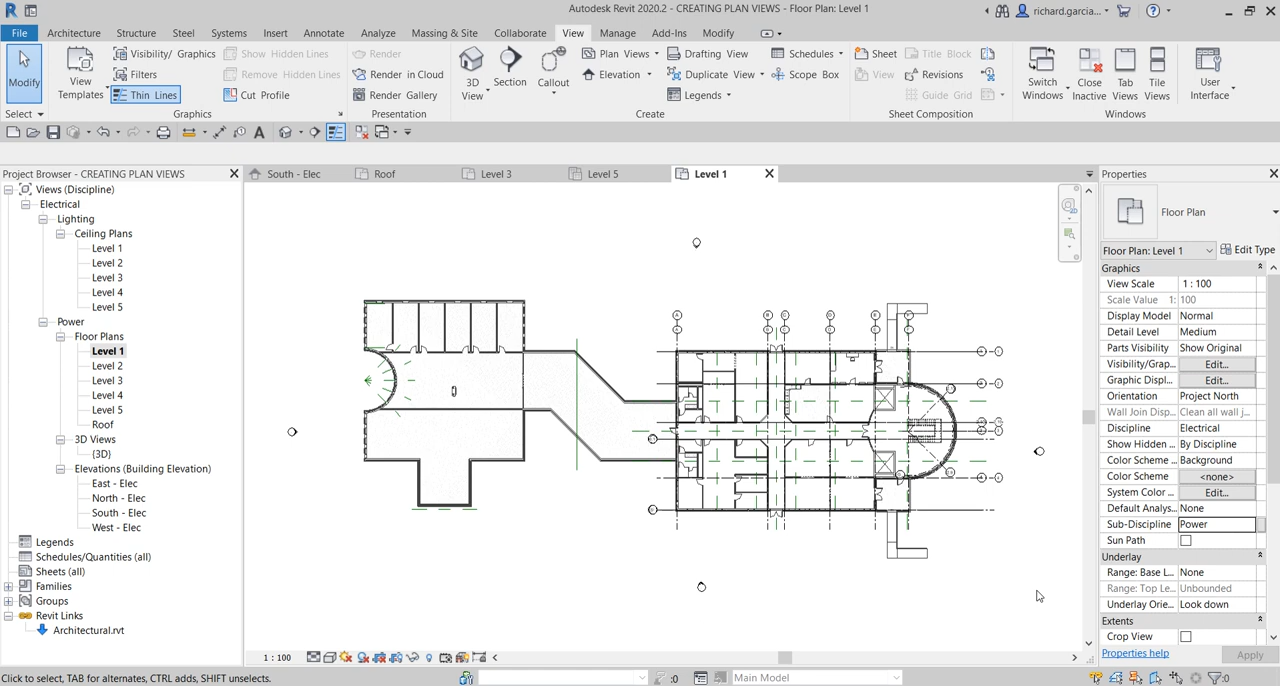 Autodesk Revit 2020.2 - CREATING PLAN VIEWS - Floor Plan: Level 1
richard.garcia...
File Architecture Structure Steel Systems Insert Annotate Analyze Massing & Site Collaborate View Manage Add-Ins Modify
Modify
Select
View Templates
Visibility/ Graphics
Filters
Thin Lines
Show Hidden Lines
Remove Hidden Lines
Cut Profile
Graphics
Render
Render in Cloud
Render Gallery
Presentation
3D View
Section
Callout
Plan Views
Elevation
Drafting View
Duplicate View
Legends
Schedules
Scope Box
Create
Sheet
View
Title Block
Revisions
Guide Grid
Sheet Composition
Switch Windows
Close Inactive
Tab Views
Tile Views
Windows
User Interface
Project Browser - CREATING PLAN VIEWS
South - Elec
Roof
Level 3
Level 5
Level 1
Properties
Views (Discipline)
Electrical
Lighting
Ceiling Plans
Level 1
Level 2
Level 3
Level 4
Level 5
Power
Floor Plans
Level 1
Level 2
Level 3
Level 4
Level 5
Roof
3D Views
{3D}
Elevations (Building Elevation)
East - Elec
North - Elec
South - Elec
West - Elec
Legends
Schedules/Quantities (all)
Sheets (all)
Families
Groups
Revit Links
Architectural.rvt
Floor Plan
Floor Plan: Level 1
Edit Type
Graphics
View Scale 1 : 100
Scale Value 1: 100
Display Model Normal
Detail Level Medium
Parts Visibility Show Original
Visibility/Grap... Edit...
Graphic Displ... Edit...
Orientation Project North
Wall Join Disp... Clean all wall j...
Discipline Electrical
Show Hidden ... By Discipline
Color Scheme ... Background
Color Scheme <none>
System Color ... Edit...
Default Analys... None
Sub-Discipline Power
Sun Path
Underlay
Range: Base L... None
Range: Top Le... Unbounded
Underlay Orie... Look down
Extents
Crop View
Properties help
Apply
1 : 100
Click to select, TAB for alternates, CTRL adds, SHIFT unselects.
:0
Main Model
:0